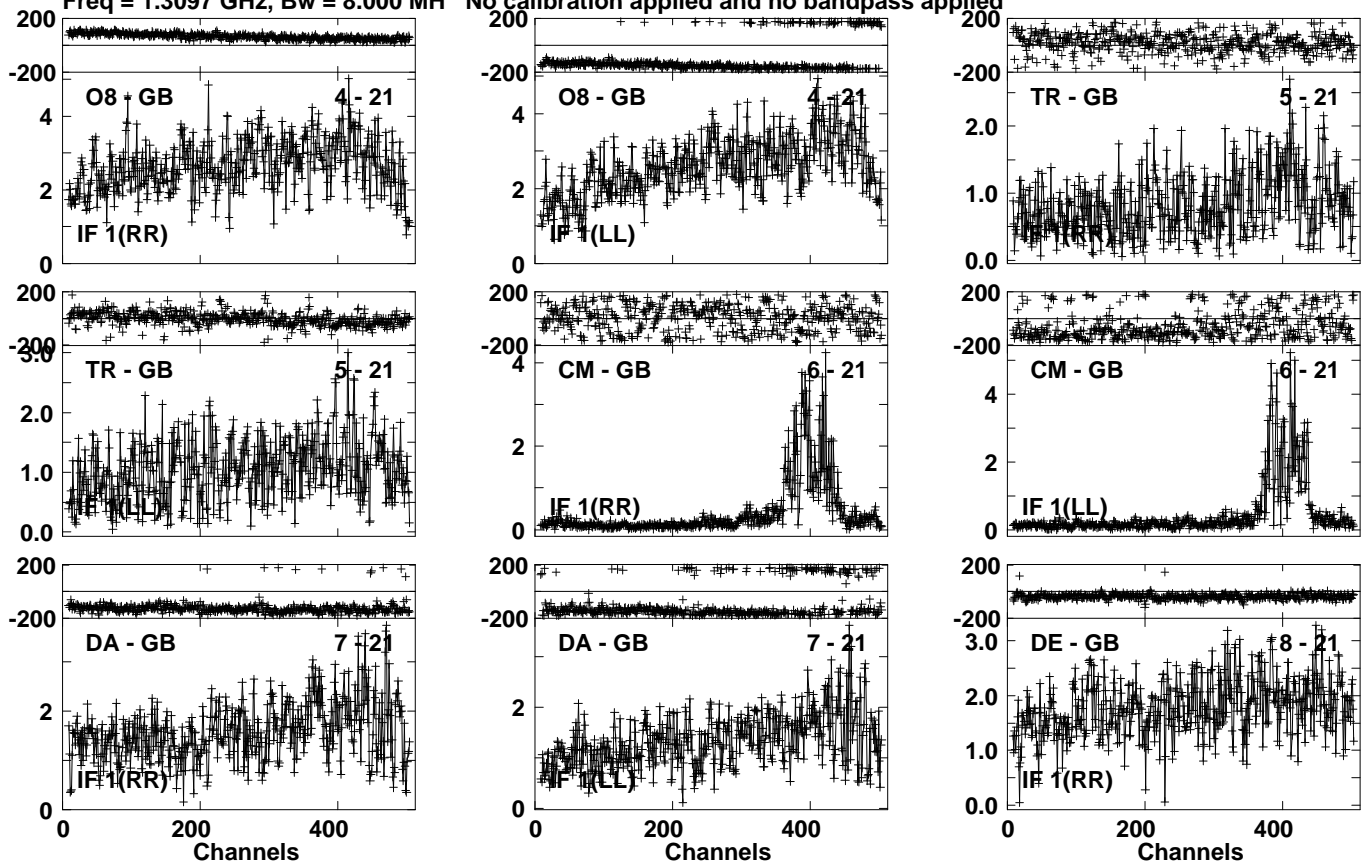 Freq = 1.3097 GHz, Bw = 8.000 MH No calibration applied and no bandpass applied
200
-200
O8 - GB 4 - 21
4
2
0
IF 1(RR)
200
-200
O8 - GB 4 - 21
4
2
0
IF 1(LL)
200
-200
TR - GB 5 - 21
2.0
1.0
0.0
IF 1(RR)
200
-200
3.0
TR - GB 5 - 21
2.0
1.0
0.0
IF 1(LL)
200
-200
CM - GB 6 - 21
4
2
0
IF 1(RR)
200
-200
CM - GB 6 - 21
4
2
0
IF 1(LL)
200
-200
DA - GB 7 - 21
2
0
IF 1(RR)
0 200 400
Channels
200
-200
DA - GB 7 - 21
2
0
IF 1(LL)
0 200 400
Channels
200
-200
DE - GB 8 - 21
3.0
2.0
1.0
0.0
IF 1(RR)
0 200 400
Channels